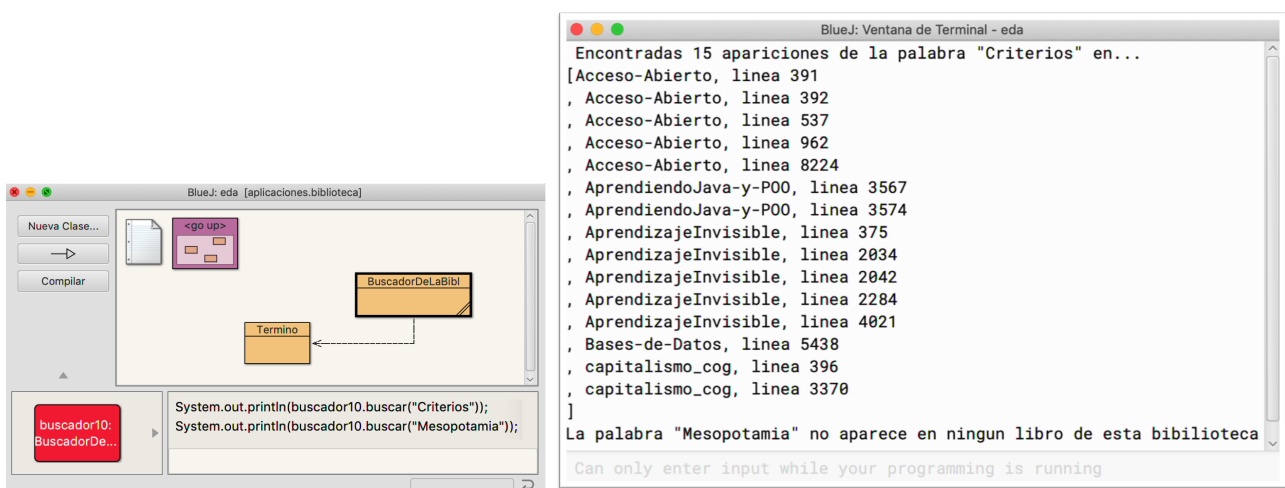 BlueJ: eda [aplicaciones.biblioteca]
Nueva Clase...
Compilar
<go up>
BuscadorDeLaBibl
Termino
buscador10:
BuscadorDe...
System.out.println(buscador10.buscar("Criterios"));
System.out.println(buscador10.buscar("Mesopotamia"));
BlueJ: Ventana de Terminal - eda
Encontradas 15 apariciones de la palabra "Criterios" en...
[Acceso-Abierto, linea 391
, Acceso-Abierto, linea 392
, Acceso-Abierto, linea 537
, Acceso-Abierto, linea 962
, Acceso-Abierto, linea 8224
, AprendiendoJava-y-POO, linea 3567
, AprendiendoJava-y-POO, linea 3574
, AprendizajeInvisible, linea 375
, AprendizajeInvisible, linea 2034
, AprendizajeInvisible, linea 2042
, AprendizajeInvisible, linea 2284
, AprendizajeInvisible, linea 4021
, Bases-de-Datos, linea 5438
, capitalismo_cog, linea 396
, capitalismo_cog, linea 3370
]
La palabra "Mesopotamia" no aparece en ningun libro de esta bibilioteca
Can only enter input while your programming is running